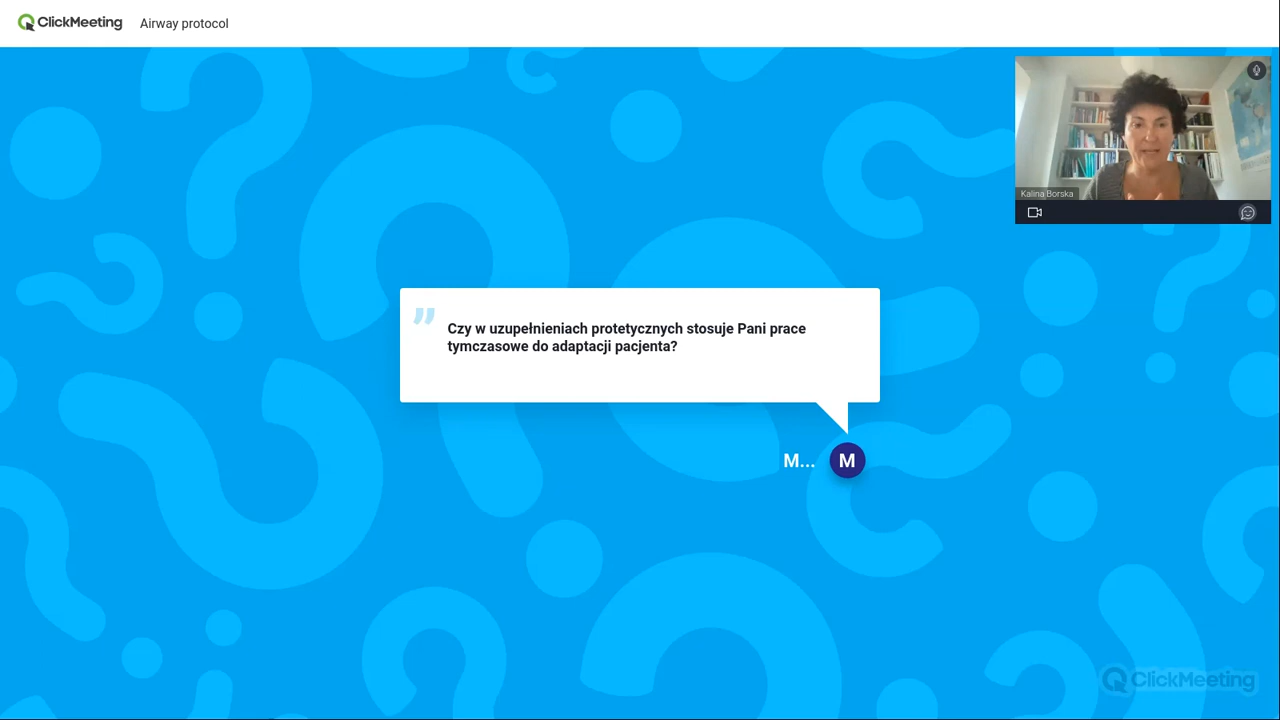 ClickMeeting Airway protocol
Kalina Borska
”
Czy w uzupełnieniach protetycznych stosuje Pani prace
tymczasowe do adaptacji pacjenta?
M... M
ClickMeeting